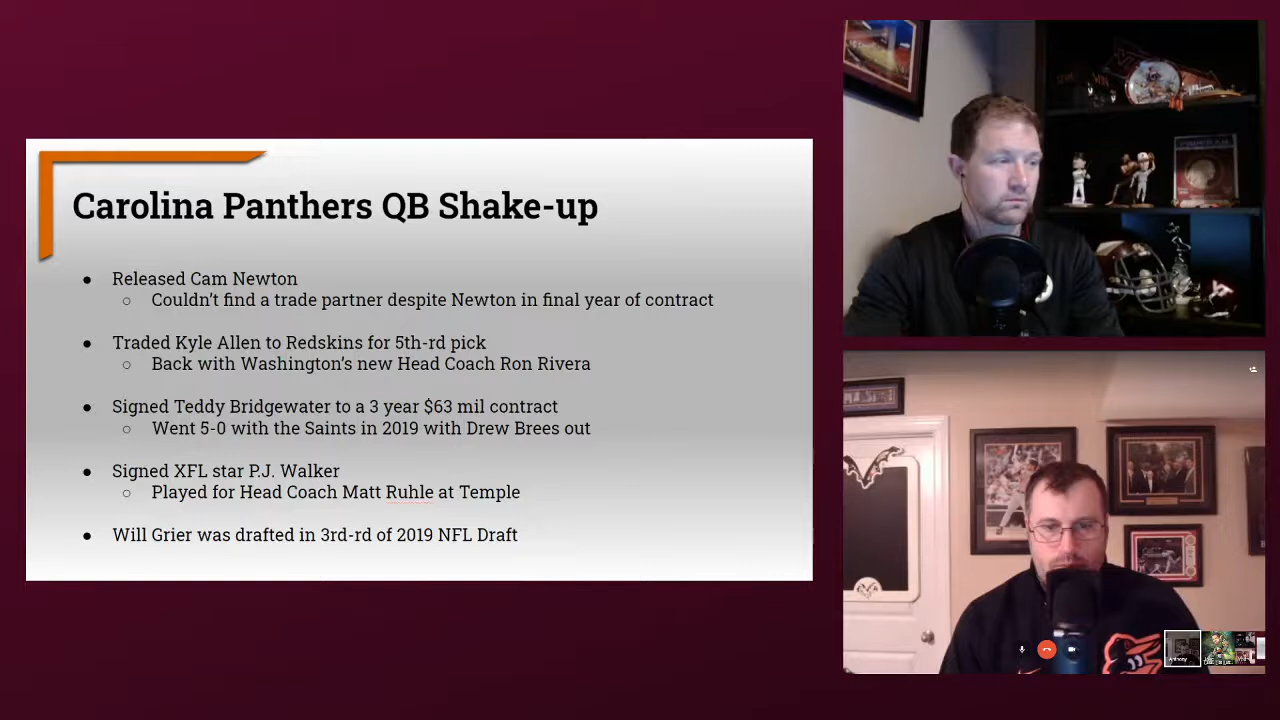 Carolina Panthers QB Shake-up
● Released Cam Newton
○ Couldn't find a trade partner despite Newton in final year of contract
● Traded Kyle Allen to Redskins for 5th-rd pick
○ Back with Washington's new Head Coach Ron Rivera
● Signed Teddy Bridgewater to a 3 year $63 mil contract
○ Went 5-0 with the Saints in 2019 with Drew Brees out
● Signed XFL star P.J. Walker
○ Played for Head Coach Matt Ruhle at Temple
● Will Grier was drafted in 3rd-rd of 2019 NFL Draft
Anthony